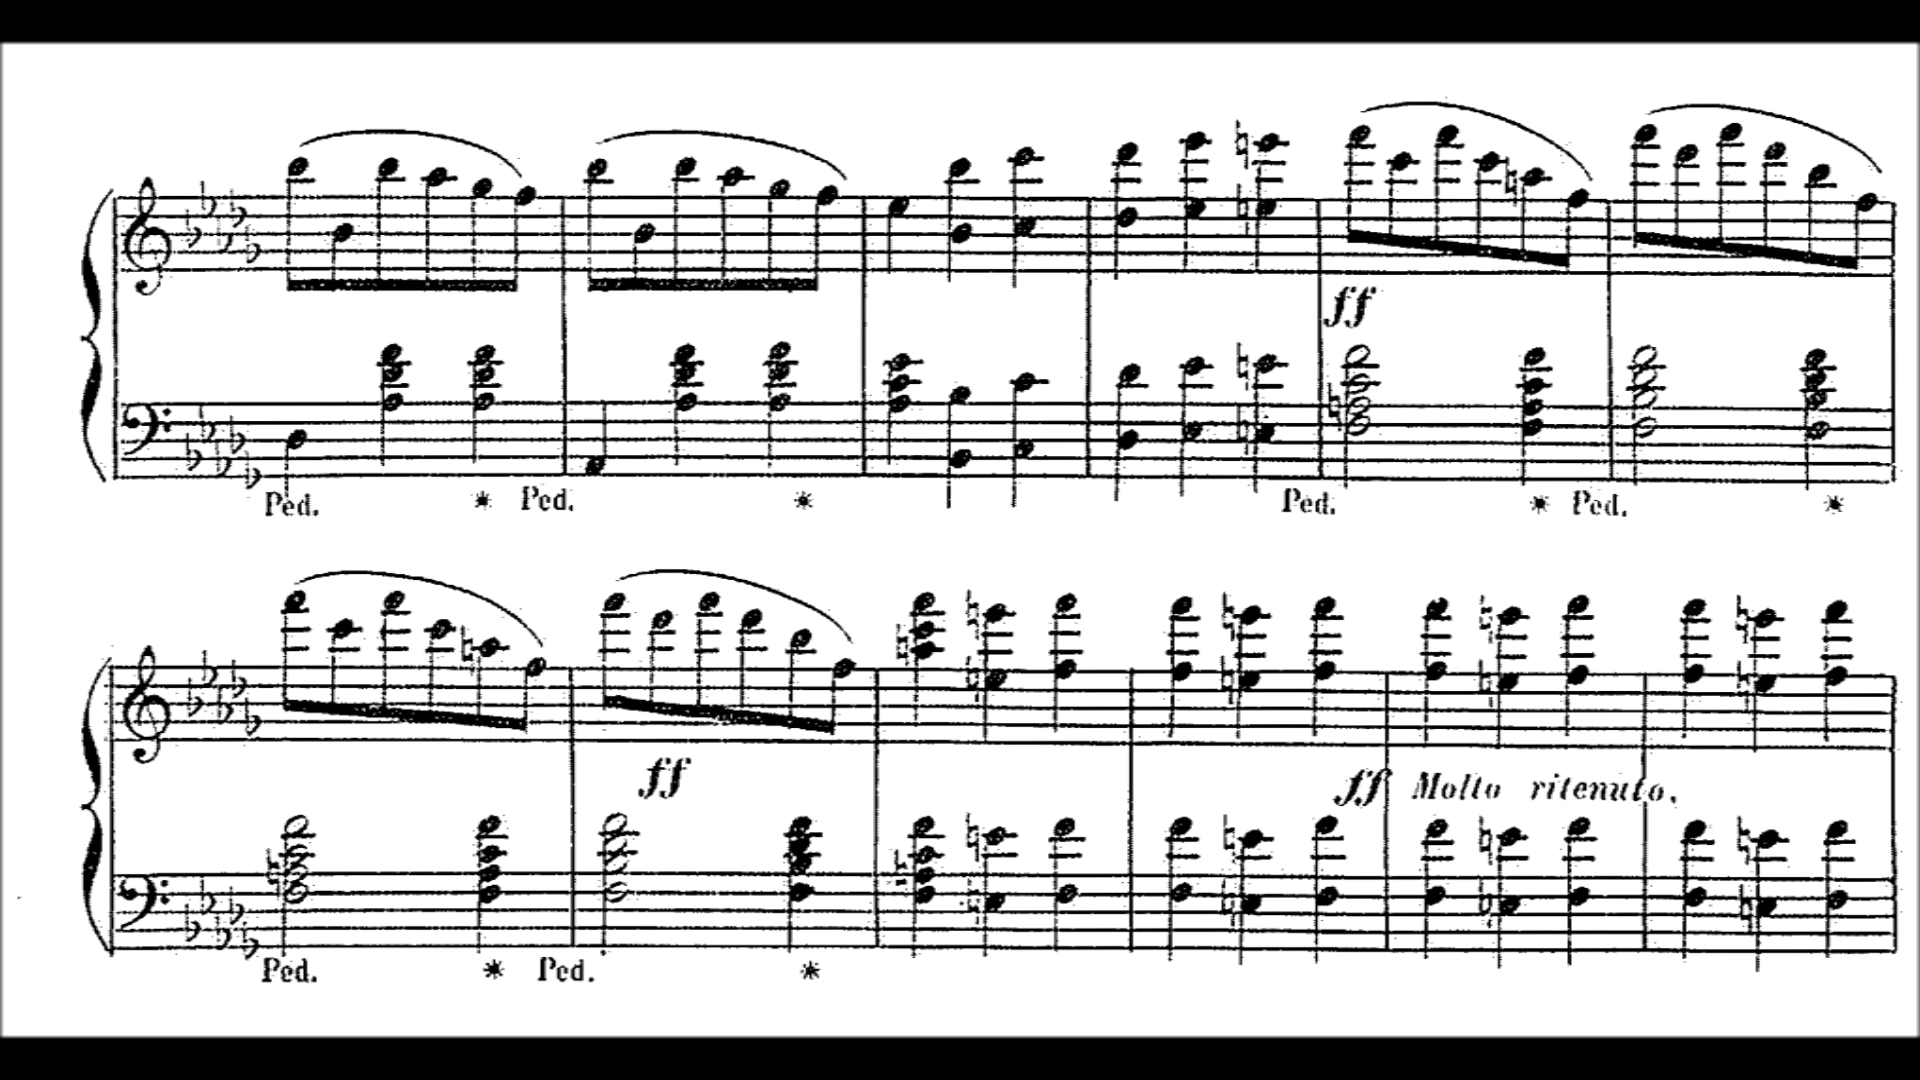 ff
Ped. * Ped. * Ped. * Ped. *
ff
ff Molto ritenuto.
Ped. * Ped. *